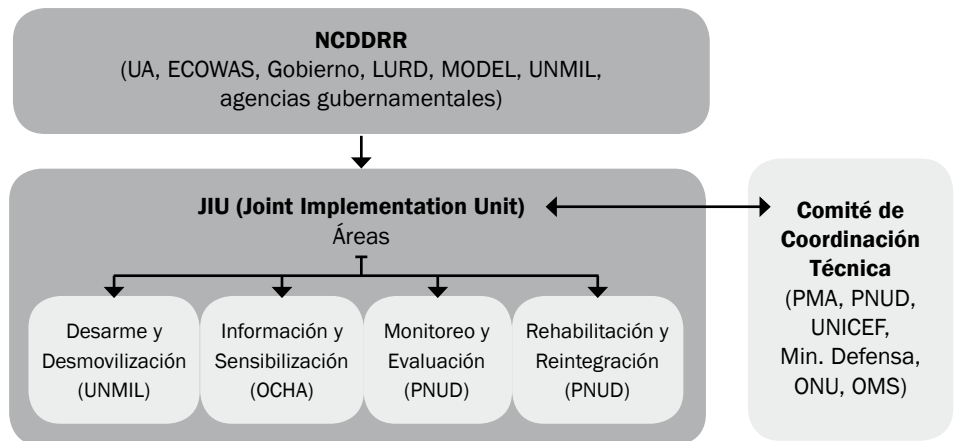 NCDDRR
(UA, ECOWAS, Gobierno, LURD, MODEL, UNMIL,
agencias gubernamentales)
JIU (Joint Implementation Unit)
Áreas
Desarme y
Desmovilización
(UNMIL)
Información y
Sensibilización
(OCHA)
Monitoreo y
Evaluación
(PNUD)
Rehabilitación y
Reintegración
(PNUD)
Comité de
Coordinación
Técnica
(PMA, PNUD,
UNICEF,
Min. Defensa,
ONU, OMS)